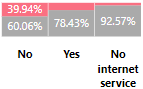 39.94%
60.06% 78.43% 92.57%
No Yes No
internet
service